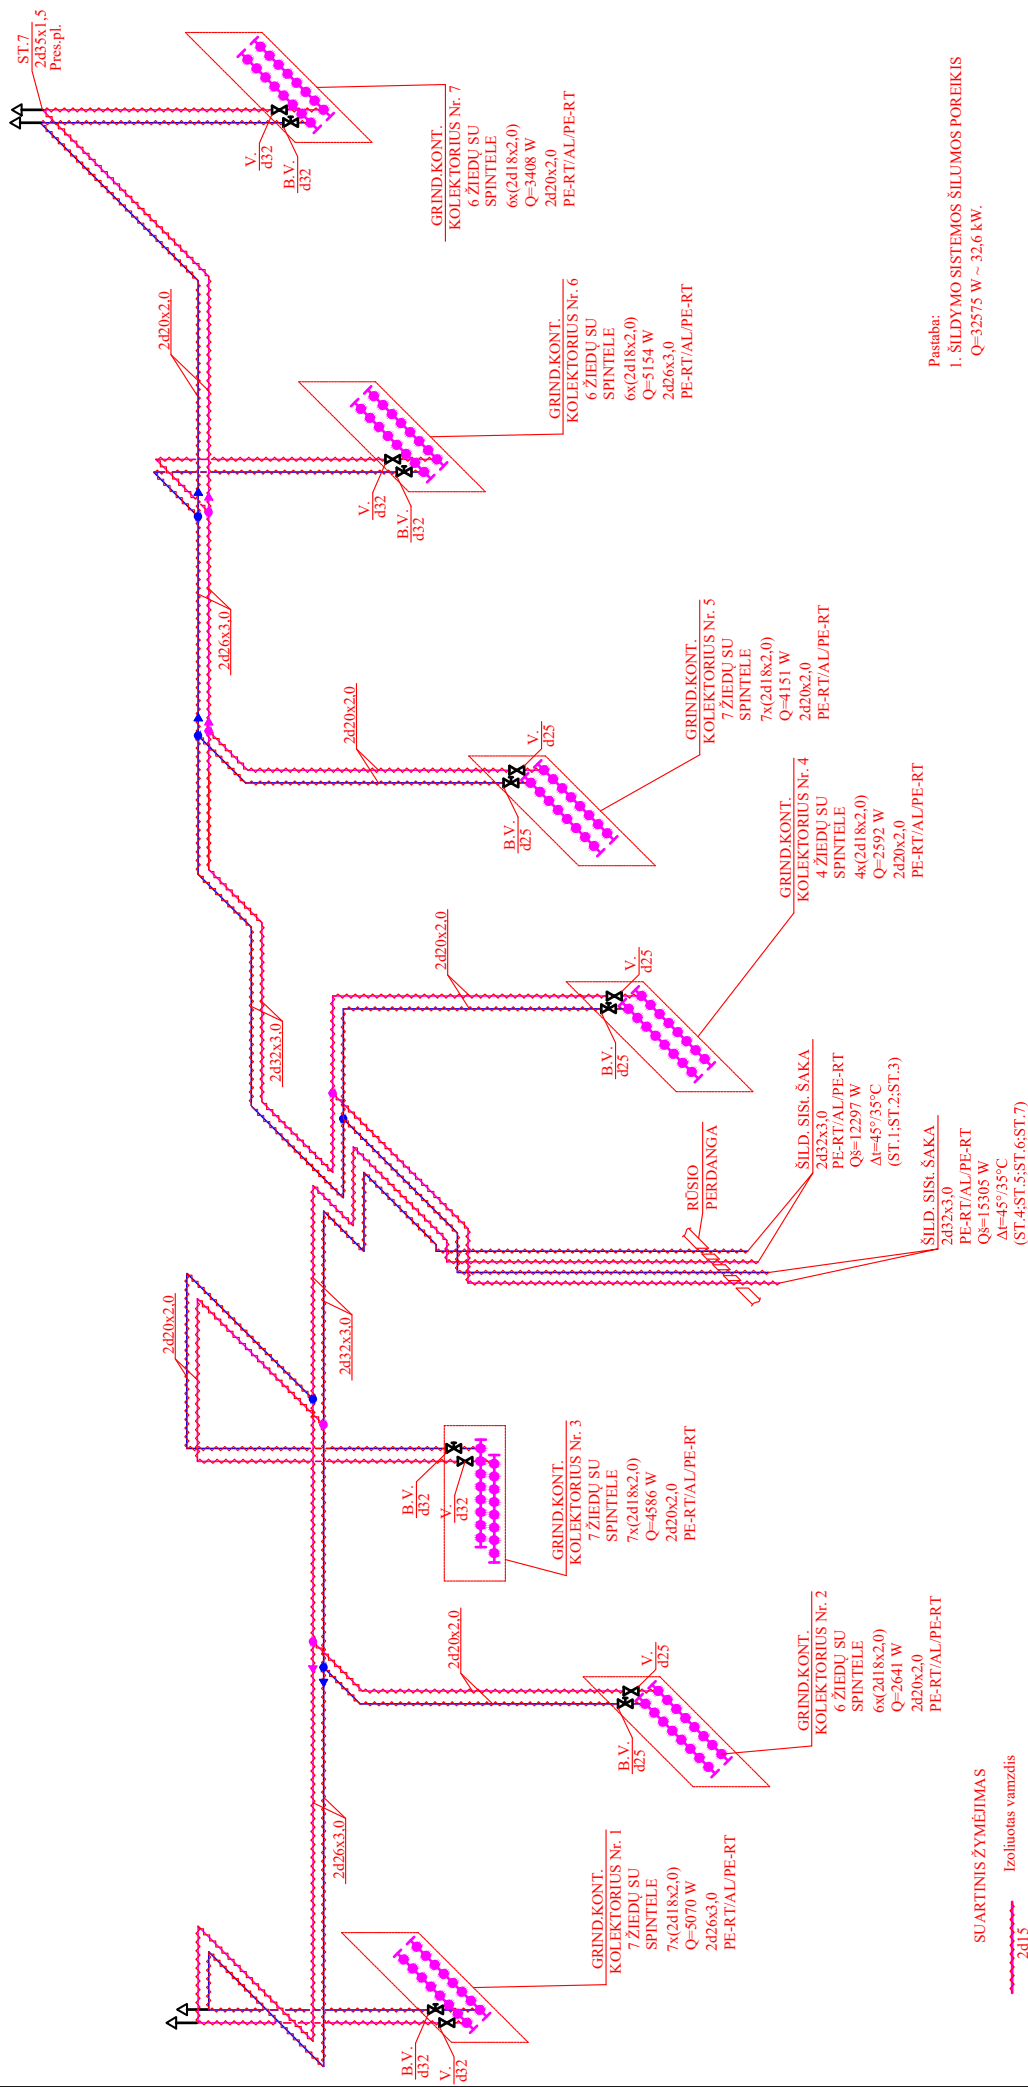 ST.7
2d35x1,5
Pres.pl.
V.
d32
B.V.
d32
GRIND.KONT.
KOLEKTORIUS Nr. 7
6 ŽIEDŲ SU
SPINTELE
6x(2d18x2,0)
Q=3408 W
2d20x2,0
PE-RT/AL/PE-RT
2d20x2,0
V.
d32
B.V.
d32
GRIND.KONT.
KOLEKTORIUS Nr. 6
6 ŽIEDŲ SU
SPINTELE
6x(2d18x2,0)
Q=5154 W
2d26x3,0
PE-RT/AL/PE-RT
2d26x3,0
2d20x2,0
V.
d25
B.V.
d25
GRIND.KONT.
KOLEKTORIUS Nr. 5
7 ŽIEDŲ SU
SPINTELE
7x(2d18x2,0)
Q=4151 W
2d20x2,0
PE-RT/AL/PE-RT
2d32x3,0
2d20x2,0
V.
d25
B.V.
d25
GRIND.KONT.
KOLEKTORIUS Nr. 4
4 ŽIEDŲ SU
SPINTELE
4x(2d18x2,0)
Q=2592 W
2d20x2,0
PE-RT/AL/PE-RT
RŪSIO
PERDANGA
ŠILD. SISt. ŠAKA
2d32x3,0
PE-RT/AL/PE-RT
Qš=12297 W
Δt=45°/35°C
(ST.1;ST.2;ST.3)
ŠILD. SISt. ŠAKA
2d32x3,0
PE-RT/AL/PE-RT
Qš=15305 W
Δt=45°/35°C
(ST.4;ST.5;ST.6;ST.7)
2d20x2,0
2d32x3,0
B.V.
d32
V.
d32
GRIND.KONT.
KOLEKTORIUS Nr. 3
7 ŽIEDŲ SU
SPINTELE
7x(2d18x2,0)
Q=4586 W
2d20x2,0
PE-RT/AL/PE-RT
2d20x2,0
V.
d25
B.V.
d25
GRIND.KONT.
KOLEKTORIUS Nr. 2
6 ŽIEDŲ SU
SPINTELE
6x(2d18x2,0)
Q=2641 W
2d20x2,0
PE-RT/AL/PE-RT
2d26x3,0
B.V.
d32
V.
d32
GRIND.KONT.
KOLEKTORIUS Nr. 1
7 ŽIEDŲ SU
SPINTELE
7x(2d18x2,0)
Q=5070 W
2d26x3,0
PE-RT/AL/PE-RT
Pastaba:
1. ŠILDYMO SISTEMOS ŠILUMOS POREIKIS
Q=32575 W ~ 32,6 kW.
SUARTINIS ŽYMĖJIMAS
2d15
Izoliuotas vamzdis